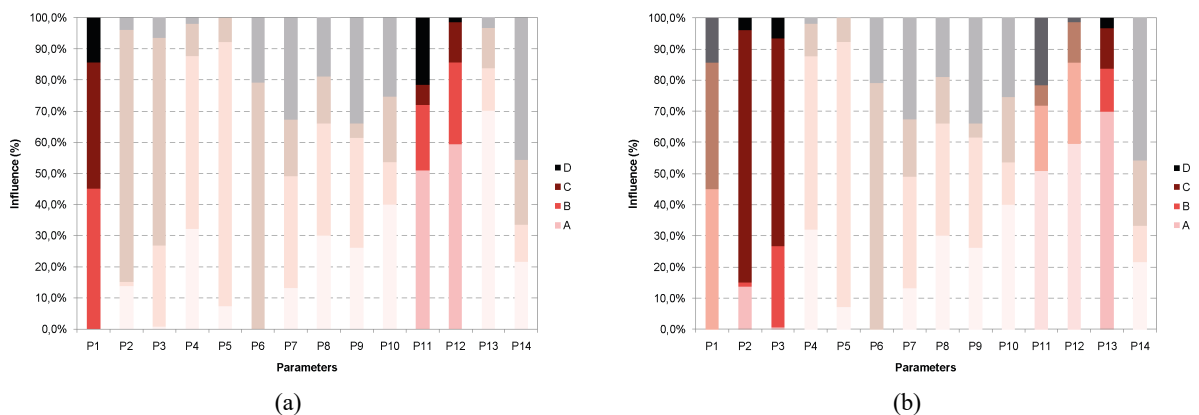 100,0%
90,0%
80,0%
70,0%
60,0%
50,0%
40,0%
30,0%
20,0%
10,0%
0,0%
Influence (%)
P1 P2 P3 P4 P5 P6 P7 P8 P9 P10 P11 P12 P13 P14
Parameters
D
C
B
A
(a)
100,0%
90,0%
80,0%
70,0%
60,0%
50,0%
40,0%
30,0%
20,0%
10,0%
0,0%
Influence (%)
P1 P2 P3 P4 P5 P6 P7 P8 P9 P10 P11 P12 P13 P14
Parameters
D
C
B
A
(b)